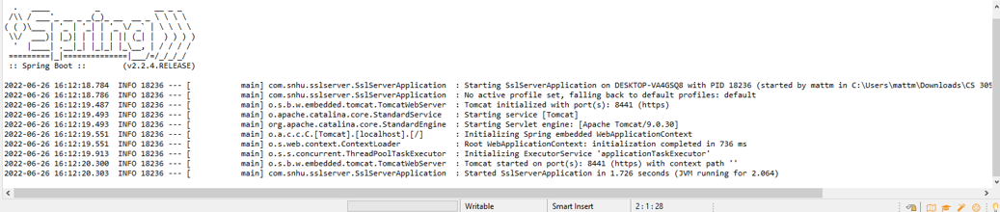 .   ____          _            __ _ _
 /\\ / ___'_ __ _ _(_)_ __  __ _ \ \ \ \
( ( )\___ | '_ | '_| | '_ \/ _` | \ \ \ \
 \\/  ___)| |_)| | | | | || (_| |  ) ) ) )
  '  |____| .__|_| |_|_| |_\__, | / / / /
 =========|_|==============|___/=/_/_/_/
 :: Spring Boot ::        (v2.2.4.RELEASE)
2022-06-26 16:12:18.784  INFO 18236 --- [           main] com.snhu.sslserver.SslServerApplication  : Starting SslServerApplication on DESKTOP-VA4GSQ8 with PID 18236 (started by mattm in C:\Users\mattm\Downloads\CS 305
2022-06-26 16:12:18.786  INFO 18236 --- [           main] com.snhu.sslserver.SslServerApplication  : No active profile set, falling back to default profiles: default
2022-06-26 16:12:19.487  INFO 18236 --- [           main] o.s.b.w.embedded.tomcat.TomcatWebServer  : Tomcat initialized with port(s): 8441 (https)
2022-06-26 16:12:19.493  INFO 18236 --- [           main] o.apache.catalina.core.StandardService   : Starting service [Tomcat]
2022-06-26 16:12:19.493  INFO 18236 --- [           main] org.apache.catalina.core.StandardEngine  : Starting Servlet engine: [Apache Tomcat/9.0.30]
2022-06-26 16:12:19.551  INFO 18236 --- [           main] o.a.c.c.C.[Tomcat].[localhost].[/]       : Initializing Spring embedded WebApplicationContext
2022-06-26 16:12:19.551  INFO 18236 --- [           main] o.s.web.context.ContextLoader            : Root WebApplicationContext: initialization completed in 736 ms
2022-06-26 16:12:19.913  INFO 18236 --- [           main] o.s.s.concurrent.ThreadPoolTaskExecutor  : Initializing ExecutorService 'applicationTaskExecutor'
2022-06-26 16:12:20.300  INFO 18236 --- [           main] o.s.b.w.embedded.tomcat.TomcatWebServer  : Tomcat started on port(s): 8441 (https) with context path ''
2022-06-26 16:12:20.303  INFO 18236 --- [           main] com.snhu.sslserver.SslServerApplication  : Started SslServerApplication in 1.726 seconds (JVM running for 2.064)
Writable Smart Insert 2 : 1 : 28